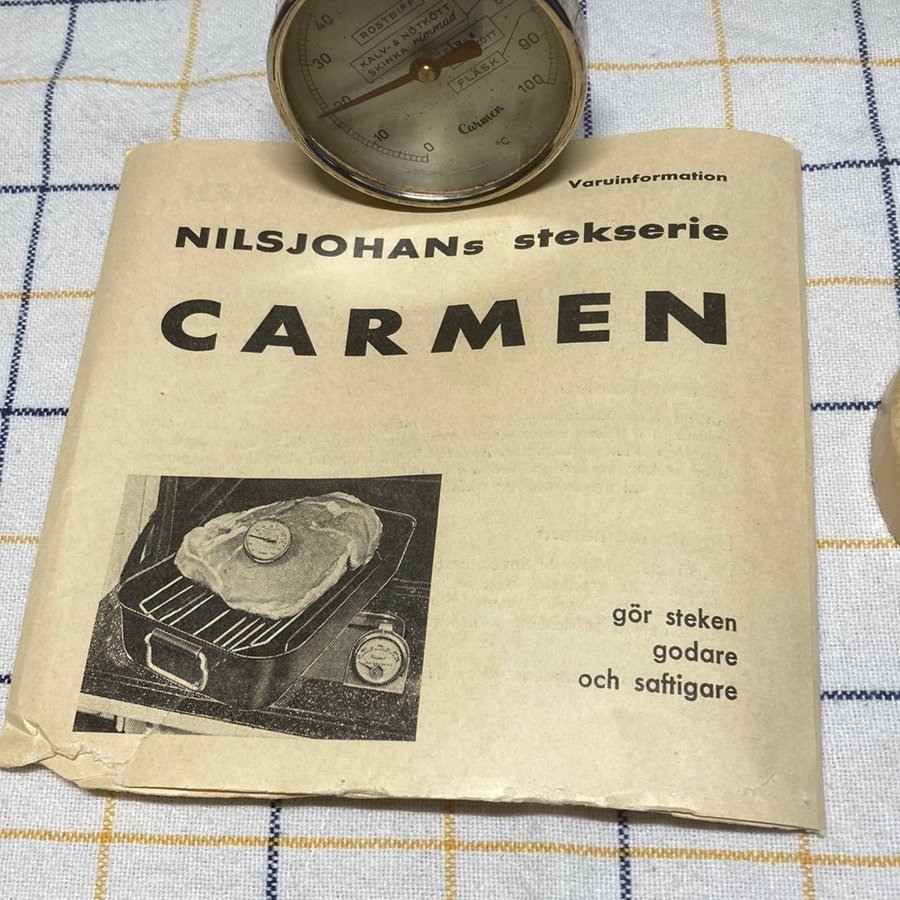 40
30
20
10
0
ROSTBIFF
KALV- & NÖTKÖTT
SKINKA rimmad
FLÄSK
90
100
Carmen
°C
Varuinformation
NILSJOHANs stekserie
CARMEN
gör steken
godare
och saftigare